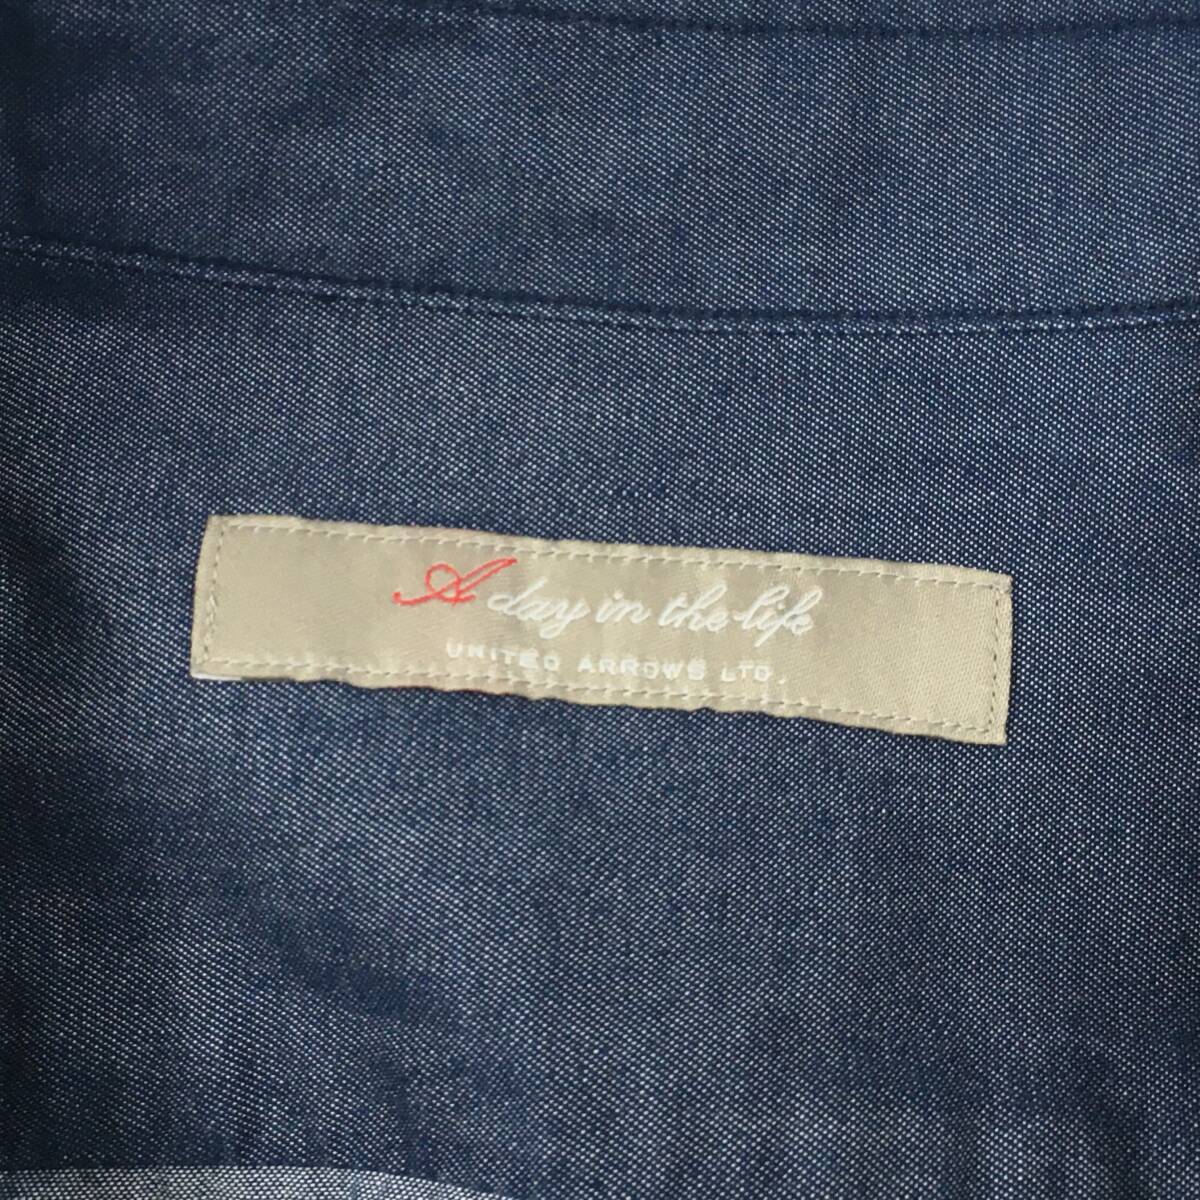 A day in the life
UNITED ARROWS LTD.